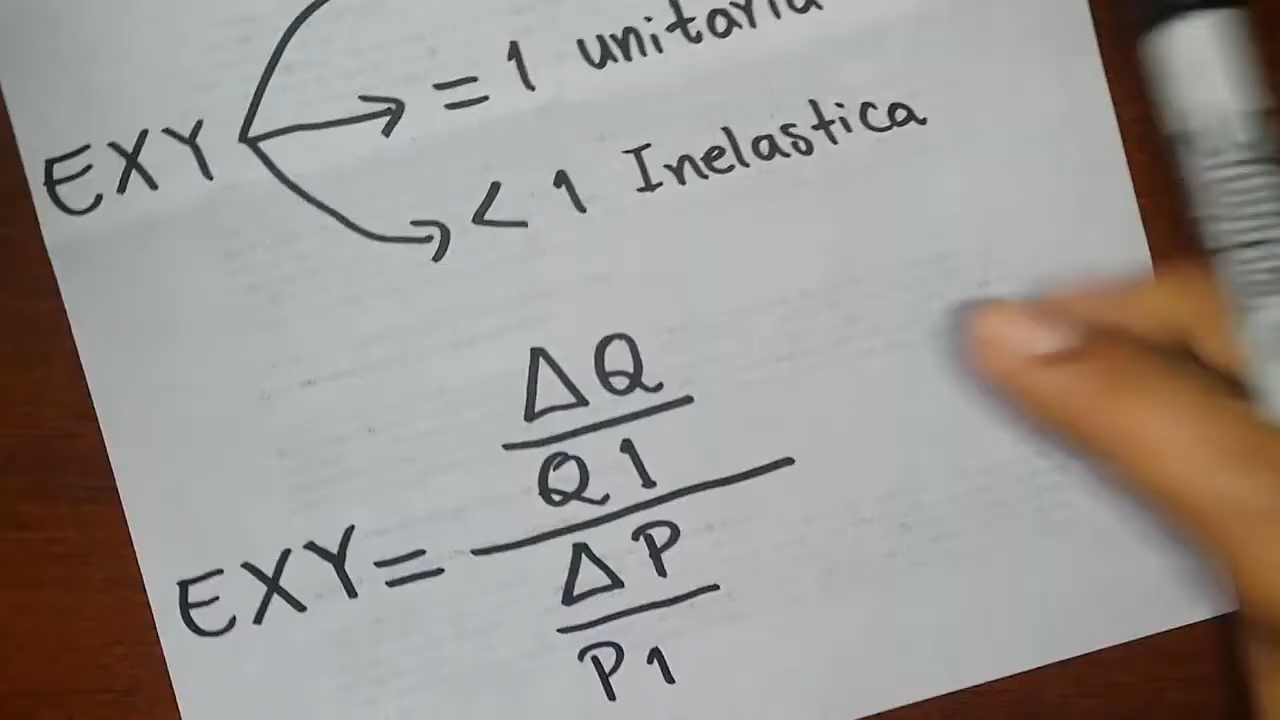 = 1 unitaria
EXY
< 1 Inelastica
ΔQ
Q1
EXY=
ΔP
P1